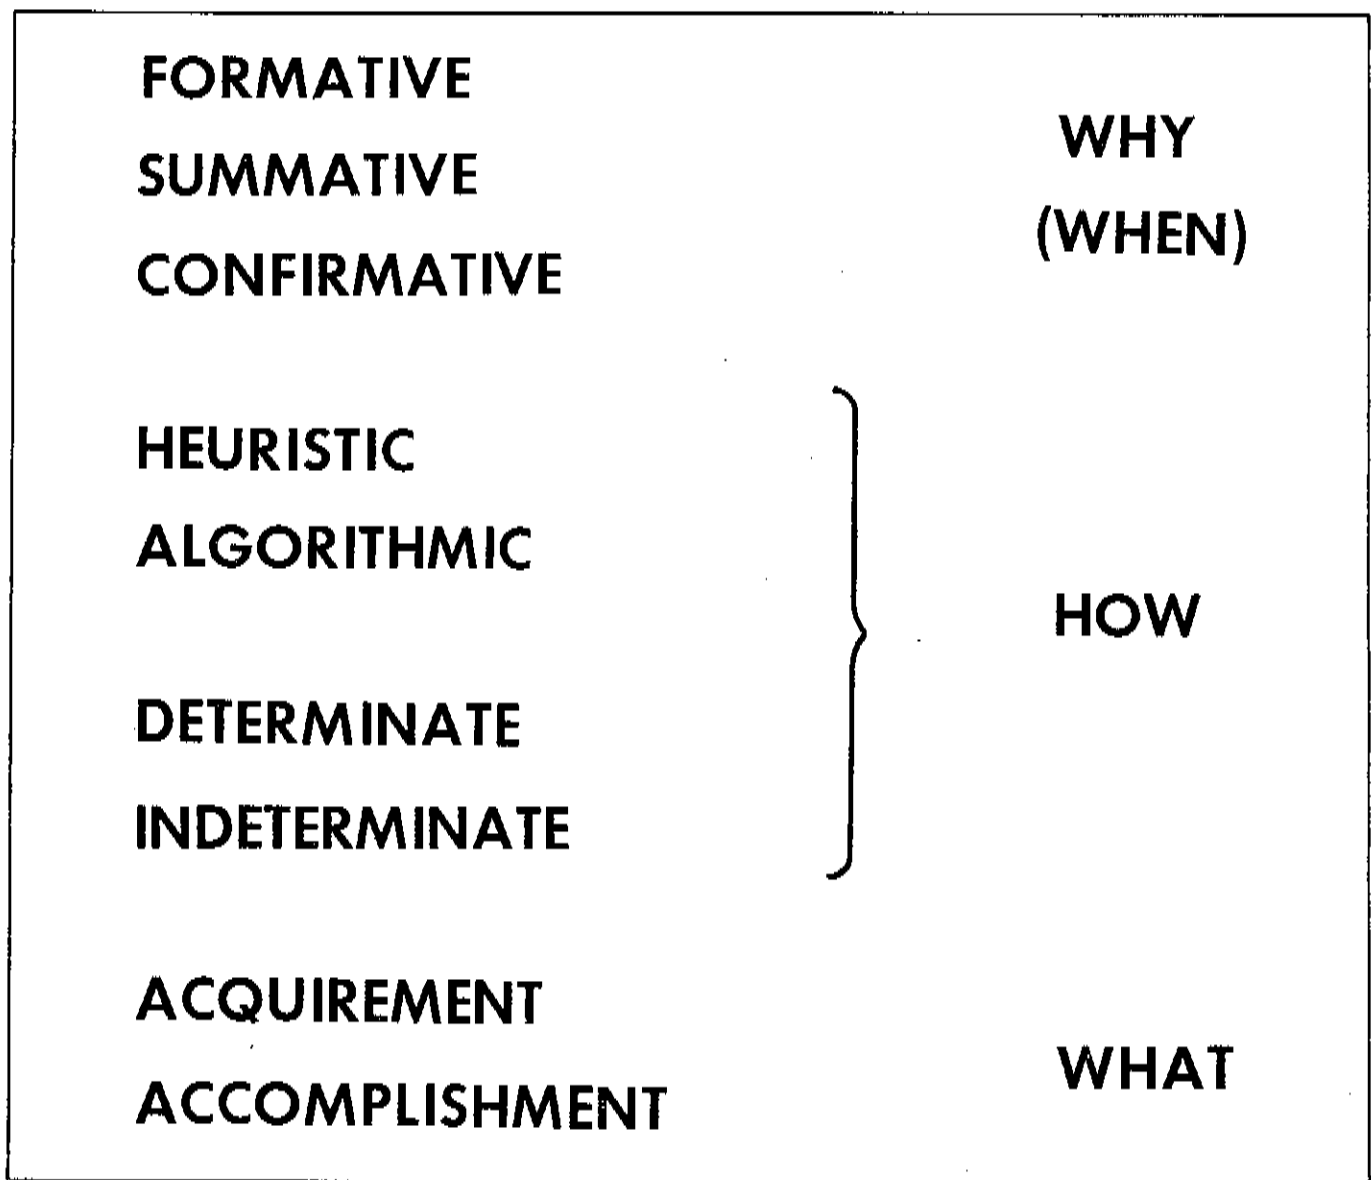 FORMATIVE
SUMMATIVE
CONFIRMATIVE
WHY
(WHEN)
HEURISTIC
ALGORITHMIC
DETERMINATE
INDETERMINATE
HOW
ACQUIREMENT
ACCOMPLISHMENT
WHAT